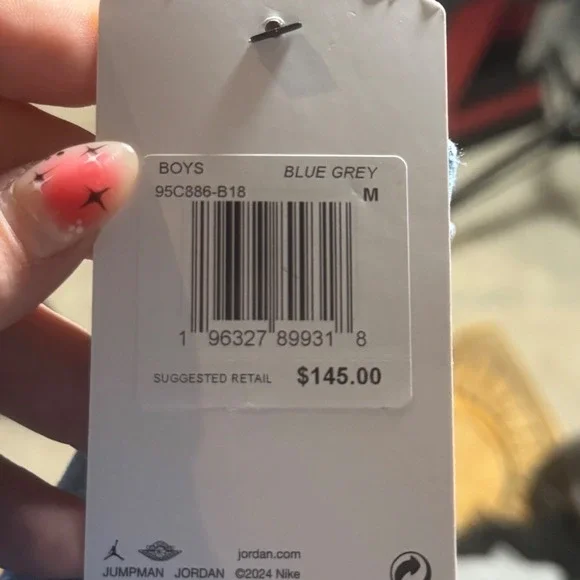 BOYS BLUE GREY
95C886-B18 M
1 96327 89931 8
SUGGESTED RETAIL $145.00
jordan.com
JUMPMAN JORDAN ©2024 Nike